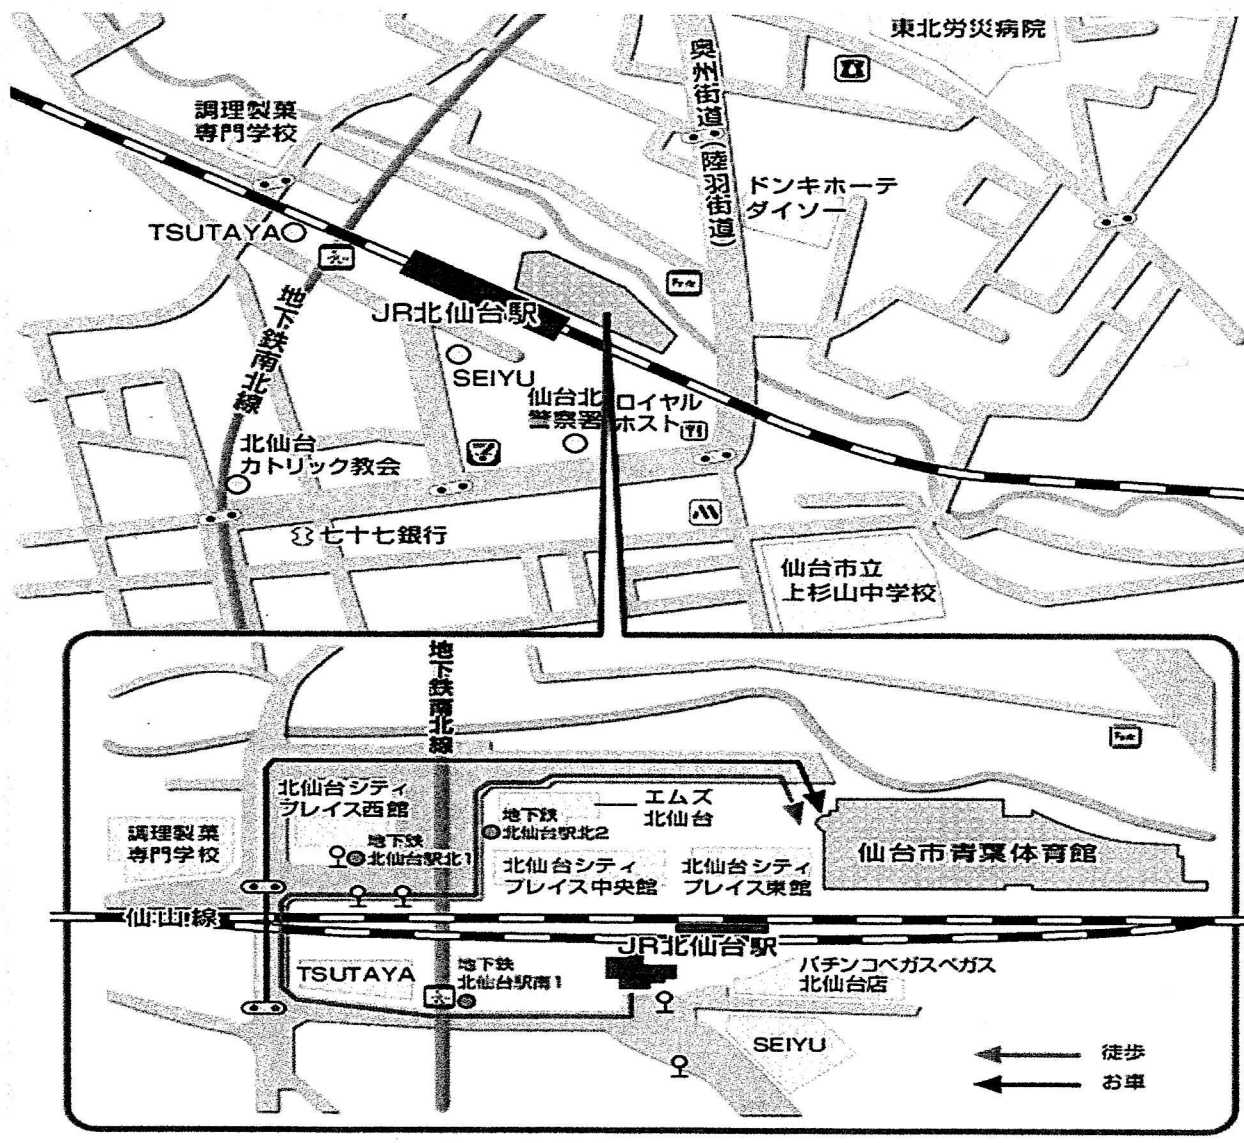 東北労災病院
奥州街道(陸羽街道)
調理製菓
専門学校
ドンキホーテ
ダイソー
TSUTAYA
地下鉄南北線
JR北仙台駅
SEIYU
仙台北
警察署
ロイヤル
ホスト
北仙台
カトリック教会
七十七銀行
仙台市立
上杉山中学校
地下鉄南北線
北仙台シティ
プレイス西館
エムズ
北仙台
地下鉄
北仙台駅北2
調理製菓
専門学校
地下鉄
北仙台駅北1
仙台市青葉体育館
北仙台シティ
プレイス中央館
北仙台シティ
プレイス東館
仙山線
JR北仙台駅
TSUTAYA
地下鉄
北仙台駅南1
パチンコベガスベガス
北仙台店
SEIYU
徒歩
お車